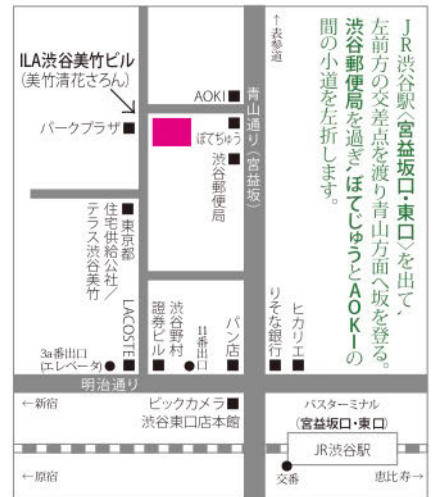 JR渋谷駅〈宮益坂口・東口〉を出て、
左前方の交差点を渡り青山方面へ坂を登る。
渋谷郵便局を過ぎ、ぼてじゅうとAOKIの
間の小道を左折します。
↑表参道
青山通り（宮益坂）
ILA渋谷美竹ビル
（美竹清花さろん）
AOKI
パークプラザ
ぼてぢゅう
渋谷郵便局
東京都
住宅供給公社／
テラス渋谷美竹
LACOSTE
渋谷野村
證券ビル
11番出口
パン店
りそな銀行
ヒカリエ
3a番出口
（エレベータ）
明治通り
←新宿
ビックカメラ
渋谷東口店本館
バスターミナル
（宮益坂口・東口）
JR渋谷駅
←原宿
交番
恵比寿→